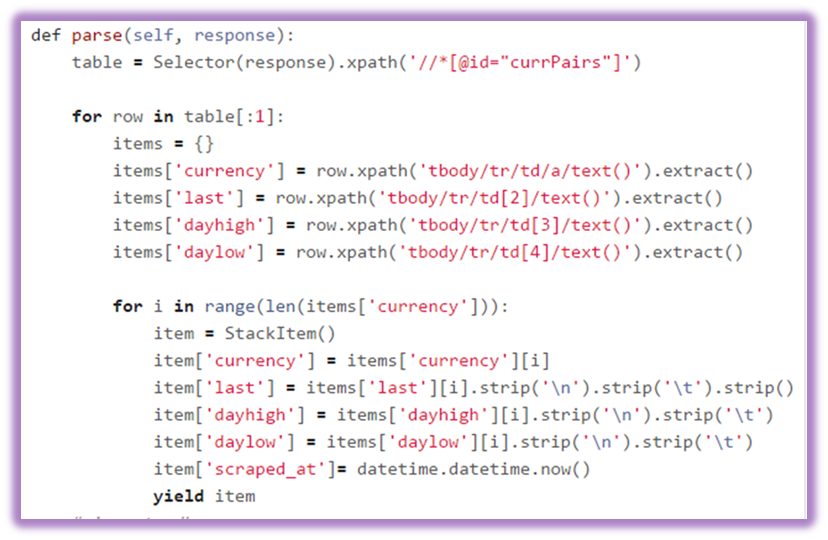 def parse(self, response):
    table = Selector(response).xpath('//*[@id="currPairs"]')

    for row in table[:1]:
        items = {}
        items['currency'] = row.xpath('tbody/tr/td/a/text()').extract()
        items['last'] = row.xpath('tbody/tr/td[2]/text()').extract()
        items['dayhigh'] = row.xpath('tbody/tr/td[3]/text()').extract()
        items['daylow'] = row.xpath('tbody/tr/td[4]/text()').extract()

        for i in range(len(items['currency'])):
            item = StackItem()
            item['currency'] = items['currency'][i]
            item['last'] = items['last'][i].strip('\n').strip('\t').strip()
            item['dayhigh'] = items['dayhigh'][i].strip('\n').strip('\t')
            item['daylow'] = items['daylow'][i].strip('\n').strip('\t')
            item['scraped_at']= datetime.datetime.now()
            yield item